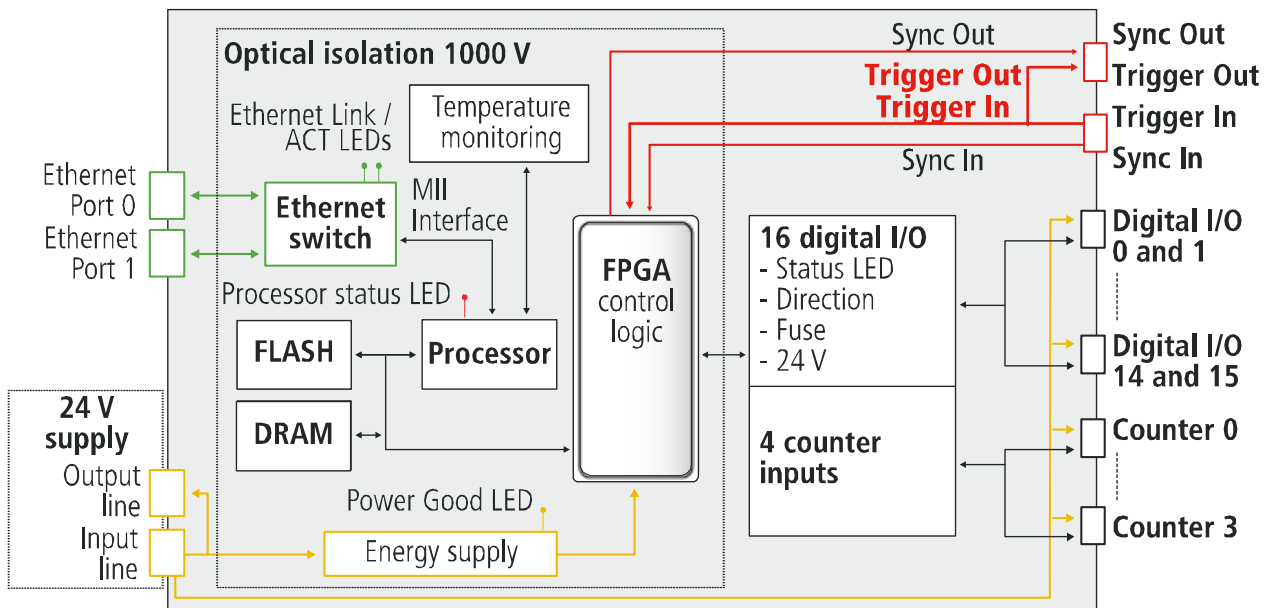 Sync Out
Sync Out
Optical isolation 1000 V
Trigger Out
Trigger Out
Temperature
monitoring
Ethernet Link /
ACT LEDs
Trigger In
Trigger In
Sync In
Sync In
Ethernet
Port 0
Ethernet
Port 1
Ethernet
switch
MII
Interface
Processor status LED
FLASH
Processor
DRAM
FPGA
control
logic
16 digital I/O
- Status LED
- Direction
- Fuse
- 24 V
4 counter
inputs
Digital I/O
0 and 1
Digital I/O
14 and 15
Counter 0
Counter 3
24 V
supply
Output
line
Input
line
Power Good LED
Energy supply